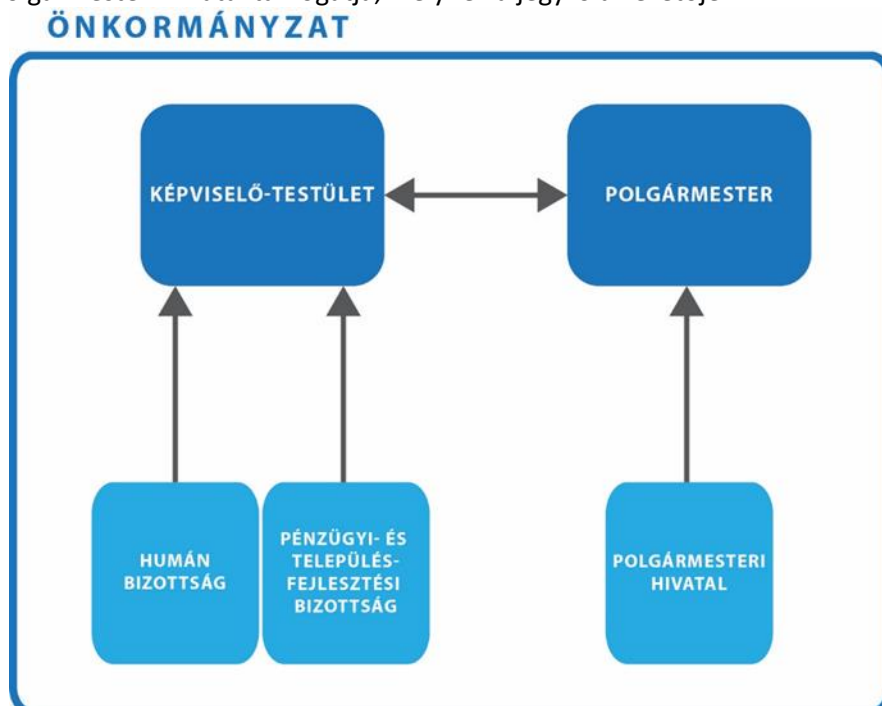 ÖNKORMÁNYZAT
KÉPVISELŐ-TESTÜLET
POLGÁRMESTER
HUMÁN
BIZOTTSÁG
PÉNZÜGYI- ÉS
TELEPÜLÉS-
FEJLESZTÉSI
BIZOTTSÁG
POLGÁRMESTERI
HIVATAL